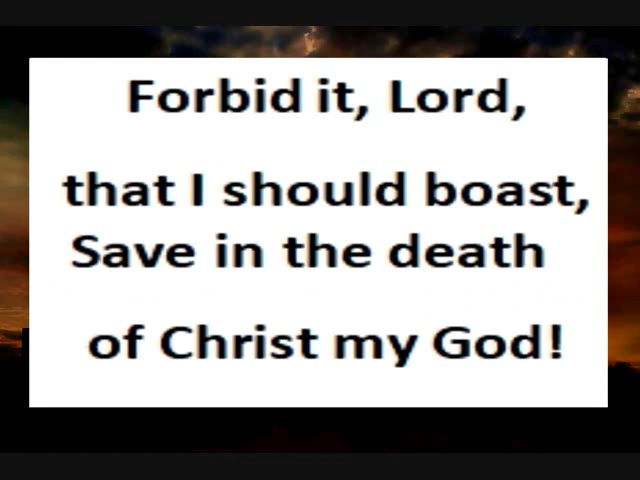 Forbid it, Lord,
that I should boast,
Save in the death
of Christ my God!